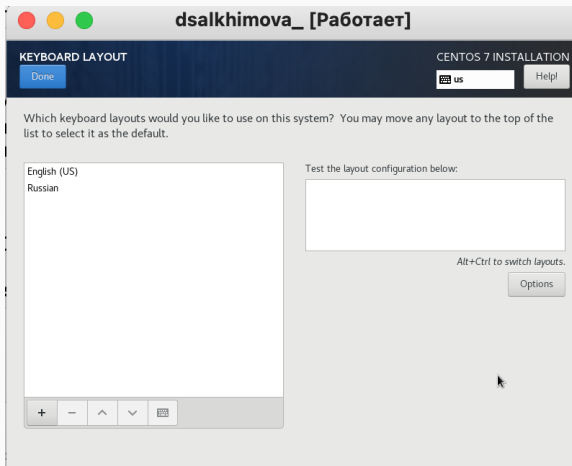 dsalkhimova_ [Работает]
KEYBOARD LAYOUT
CENTOS 7 INSTALLATION
Done
us
Help!
Which keyboard layouts would you like to use on this system? You may move any layout to the top of the
list to select it as the default.
English (US)
Russian
Test the layout configuration below:
Alt+Ctrl to switch layouts.
Options